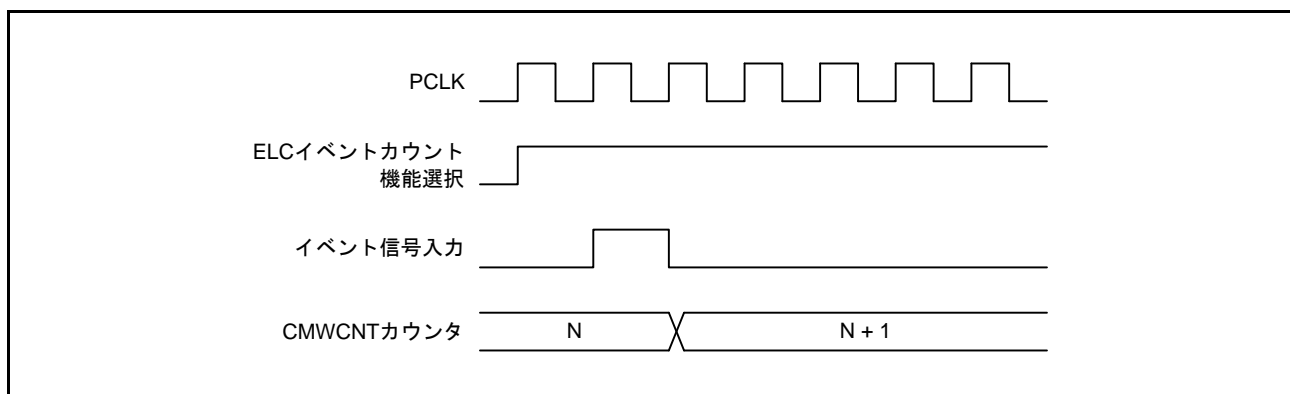 PCLK
ELCイベントカウント
機能選択
イベント信号入力
CMWCNTカウンタ
N
N + 1